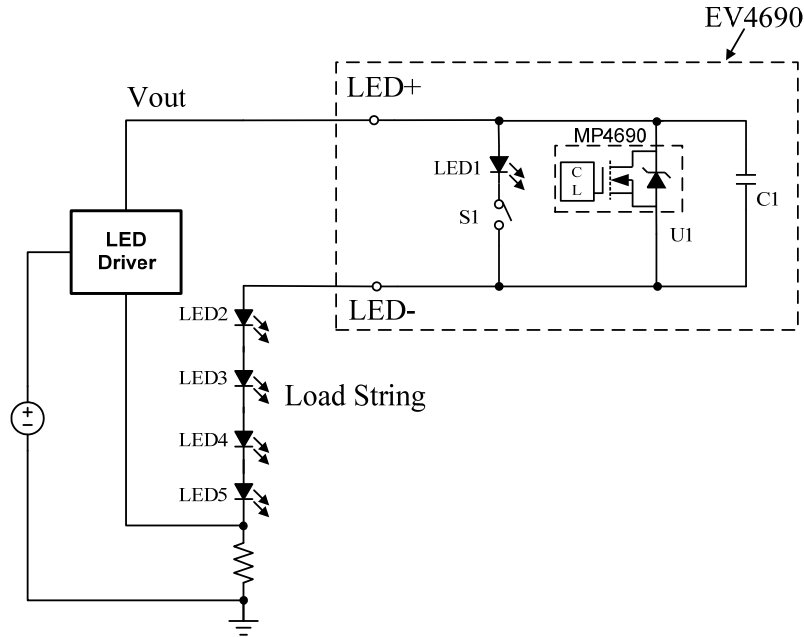 EV4690
LED+
Vout
MP4690
LED1
C
L
C1
S1
U1
LED
Driver
LED-
LED2
LED3
Load String
LED4
LED5
+
−